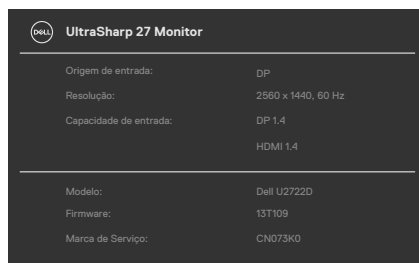 DELL UltraSharp 27 Monitor
Origem de entrada: DP
Resolução: 2560 x 1440, 60 Hz
Capacidade de entrada: DP 1.4
HDMI 1.4
Modelo: Dell U2722D
Firmware: 13T109
Marca de Serviço: CN073K0